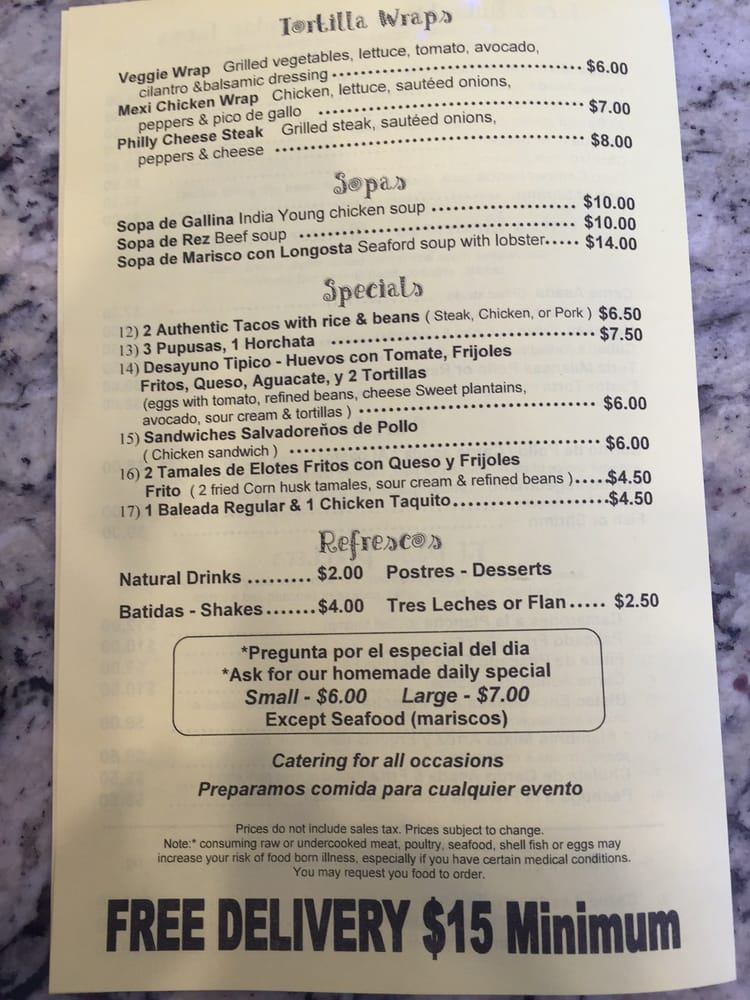 Tortilla Wraps
Veggie Wrap Grilled vegetables, lettuce, tomato, avocado,
cilantro &balsamic dressing ........................................ $6.00
Mexi Chicken Wrap Chicken, lettuce, sautéed onions,
peppers & pico de gallo ........................................ $7.00
Philly Cheese Steak Grilled steak, sautéed onions,
peppers & cheese ........................................ $8.00
Sopas
Sopa de Gallina India Young chicken soup .................... $10.00
Sopa de Rez Beef soup ........................................ $10.00
Sopa de Marisco con Longosta Seaford soup with lobster..... $14.00
Specials
12) 2 Authentic Tacos with rice & beans ( Steak, Chicken, or Pork ) $6.50
13) 3 Pupusas, 1 Horchata ........................................ $7.50
14) Desayuno Tipico - Huevos con Tomate, Frijoles
Fritos, Queso, Aguacate, y 2 Tortillas
(eggs with tomato, refined beans, cheese Sweet plantains,
avocado, sour cream & tortillas ) .............................. $6.00
15) Sandwiches Salvadoreños de Pollo
( Chicken sandwich ) ........................................ $6.00
16) 2 Tamales de Elotes Fritos con Queso y Frijoles
Frito ( 2 fried Corn husk tamales, sour cream & refined beans )..... $4.50
17) 1 Baleada Regular & 1 Chicken Taquito...................... $4.50
Refrescos
Natural Drinks ......... $2.00 Postres - Desserts
Batidas - Shakes....... $4.00 Tres Leches or Flan..... $2.50
*Pregunta por el especial del dia
*Ask for our homemade daily special
Small - $6.00 Large - $7.00
Except Seafood (mariscos)
Catering for all occasions
Preparamos comida para cualquier evento
Prices do not include sales tax. Prices subject to change.
Note:* consuming raw or undercooked meat, poultry, seafood, shell fish or eggs may
increase your risk of food born illness, especially if you have certain medical conditions.
You may request you food to order.
FREE DELIVERY $15 Minimum